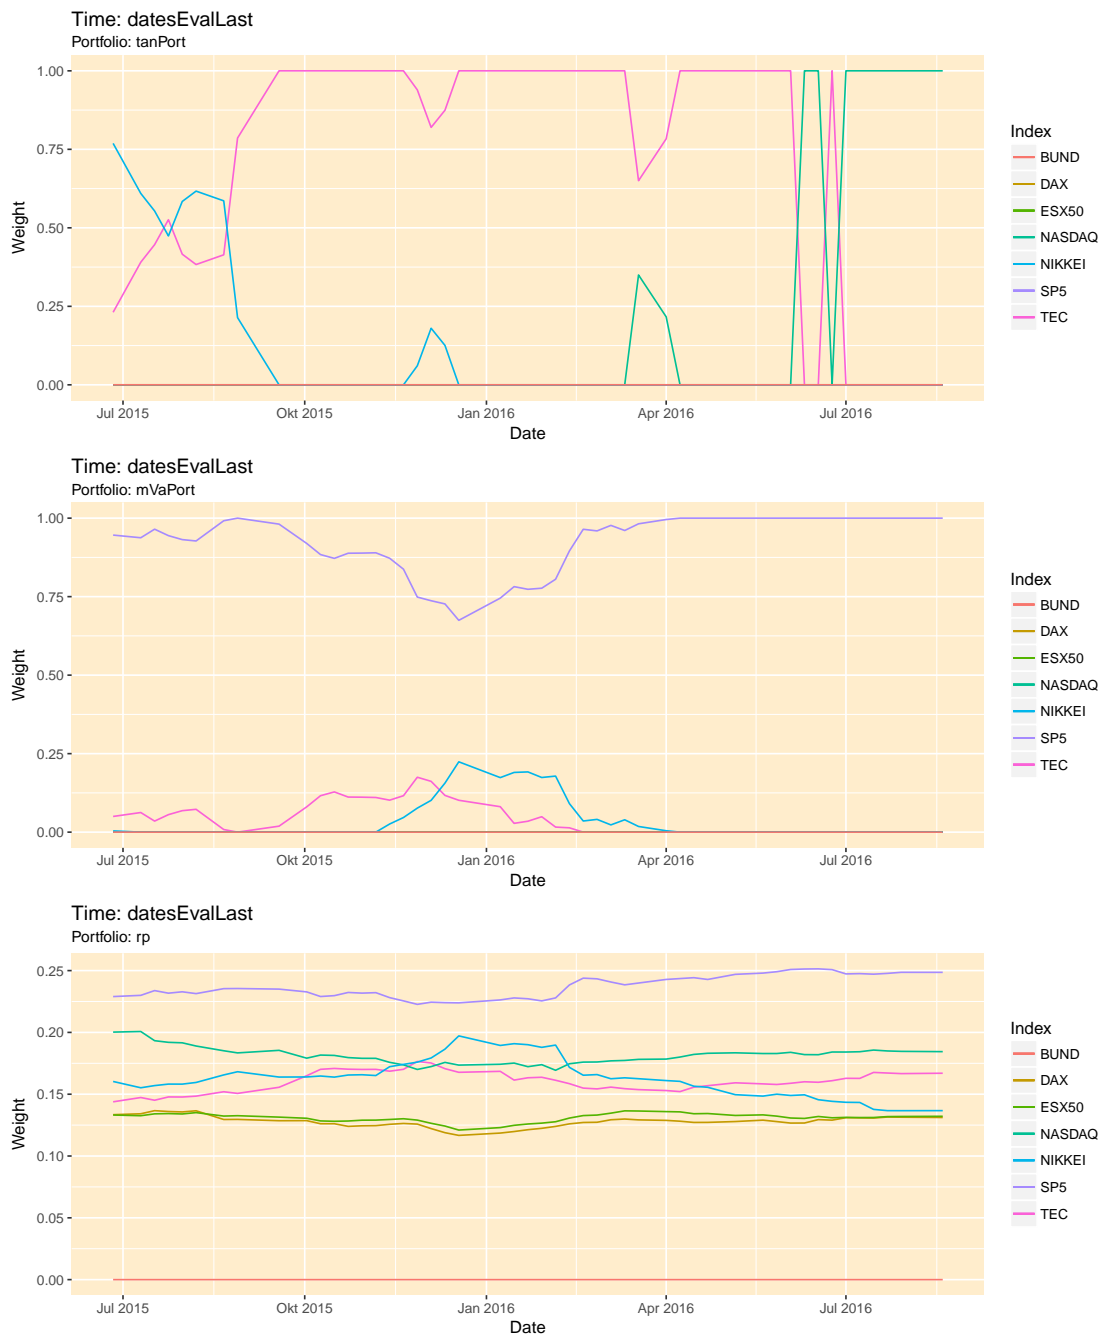 Time: datesEvalLast
Portfolio: tanPort
1.00
0.75
0.50
0.25
0.00
Weight
Jul 2015 Okt 2015 Jan 2016 Apr 2016 Jul 2016
Date
Index
BUND
DAX
ESX50
NASDAQ
NIKKEI
SP5
TEC
Time: datesEvalLast
Portfolio: mVaPort
1.00
0.75
0.50
0.25
0.00
Weight
Jul 2015 Okt 2015 Jan 2016 Apr 2016 Jul 2016
Date
Index
BUND
DAX
ESX50
NASDAQ
NIKKEI
SP5
TEC
Time: datesEvalLast
Portfolio: rp
0.25
0.20
0.15
0.10
0.05
0.00
Weight
Jul 2015 Okt 2015 Jan 2016 Apr 2016 Jul 2016
Date
Index
BUND
DAX
ESX50
NASDAQ
NIKKEI
SP5
TEC